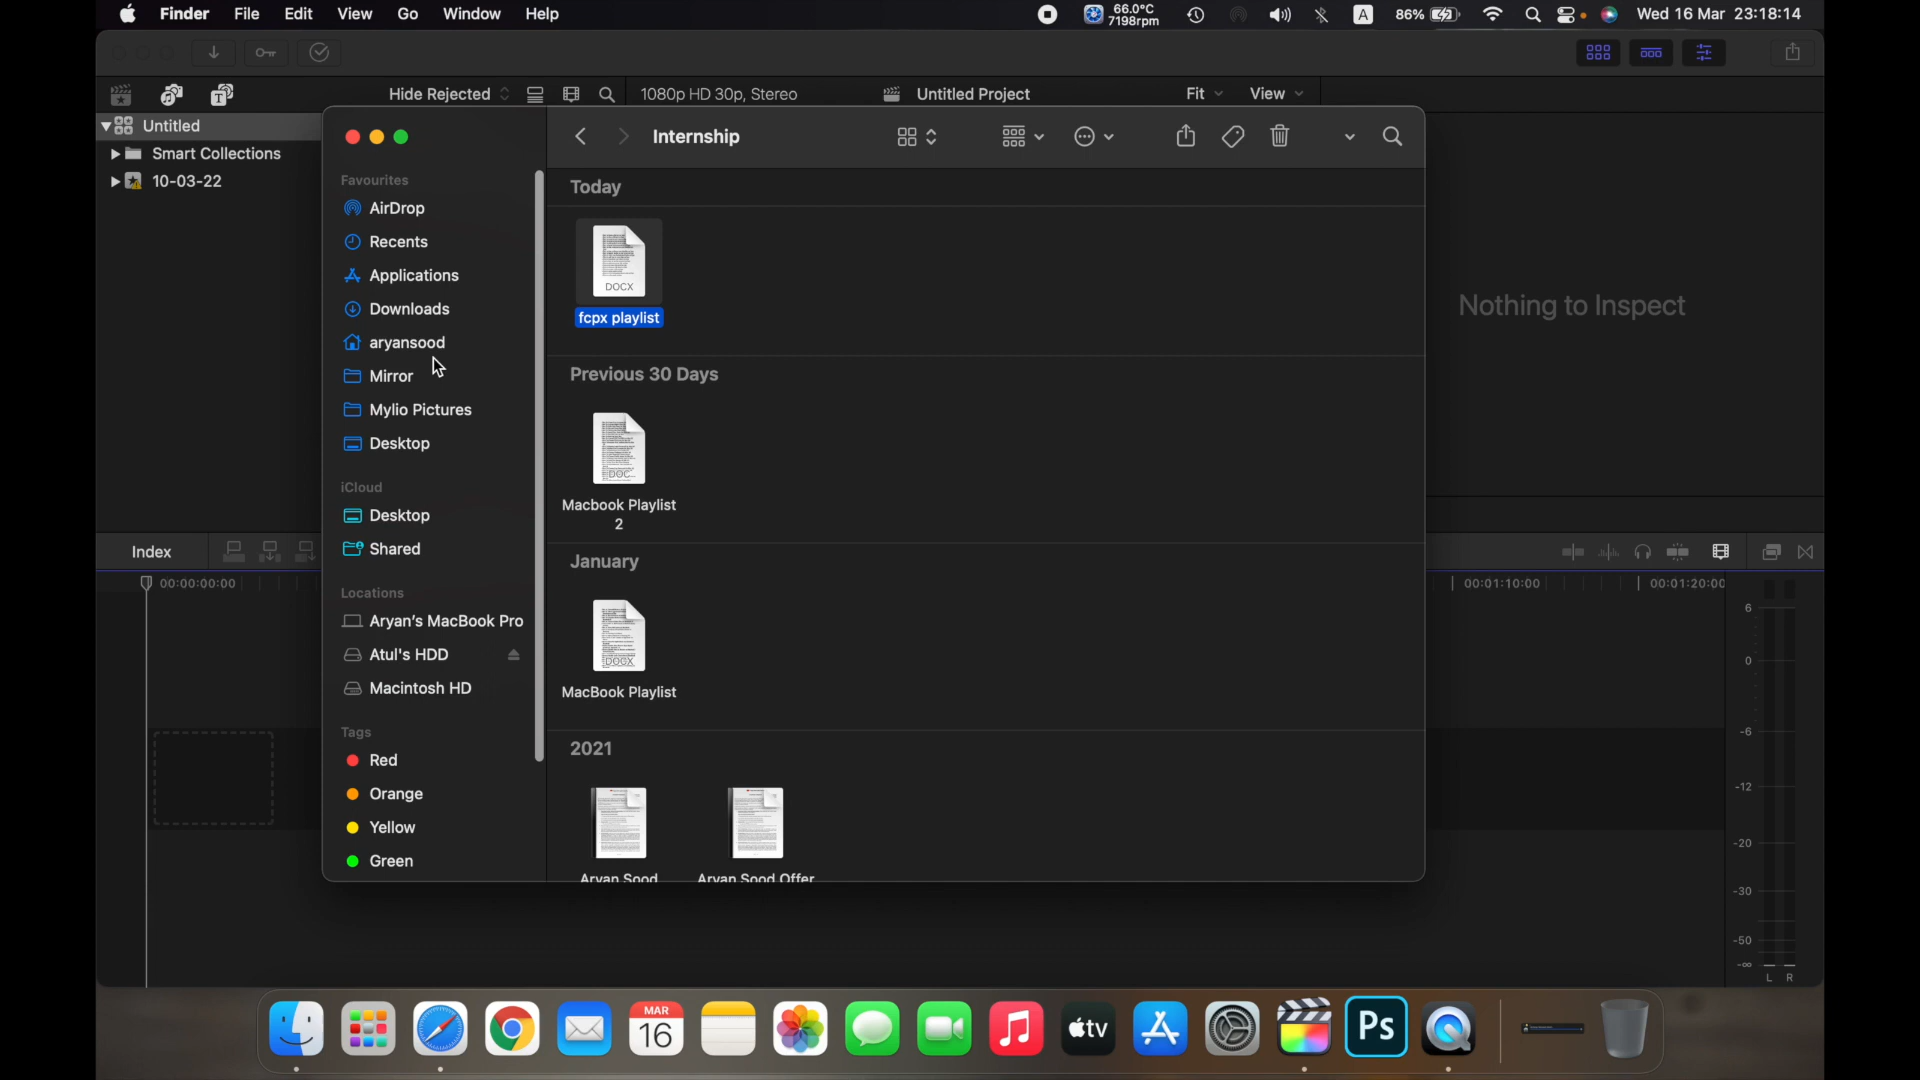 Finder File Edit View Go Window Help
66.0°C
7198rpm
A 86% Wed 16 Mar 23:18:14
Hide Rejected 1080p HD 30p, Stereo Untitled Project Fit View
Untitled
Smart Collections
10-03-22
Internship
Favourites
AirDrop
Recents
Applications
Downloads
aryansood
Mirror
Mylio Pictures
Desktop
iCloud
Desktop
Shared
Locations
Aryan's MacBook Pro
Atul's HDD
Macintosh HD
Tags
Red
Orange
Yellow
Green
Today
DOCX
fcpx playlist
Previous 30 Days
DOC
Macbook Playlist
2
January
DOCX
MacBook Playlist
2021
Aryan Sood
Aryan Sood Offer
Nothing to Inspect
Index
00:00:00:00
00:01:10:00
00:01:20:00
6
0
-6
-12
-20
-30
-50
-∞
L R
MAR
16
tv
Ps